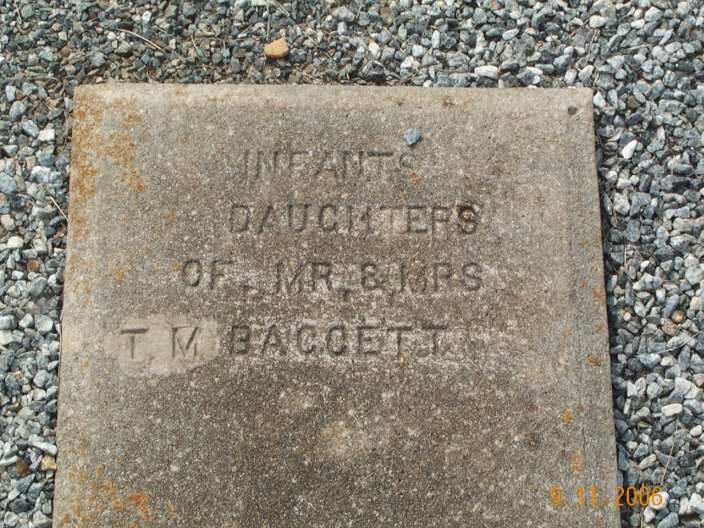 INFANTS
DAUGHTERS
OF. MR. & MRS.
T. M. BAGGETT
9 11 2006